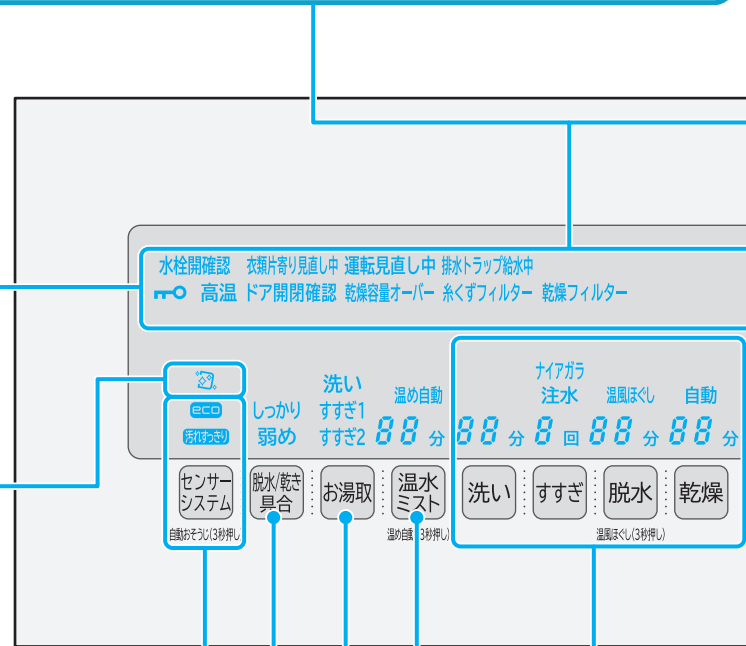 水栓開確認 衣類片寄り見直し中 運転見直し中 排水トラップ給水中
高温 ドア開閉確認 乾燥容量オーバー 糸くずフィルター 乾燥フィルター
eco
汚れすっきり
しっかり
弱め
洗い
すすぎ1
すすぎ2
温め自動
88 分
88 分
ナイアガラ
注水
8 回
温風ほぐし
88 分
自動
88 分
センサー
システム
脱水/乾き
具合
お湯取
温水
ミスト
洗い
すすぎ
脱水
乾燥
自動おそうじ(3秒押し
温め自動(3秒押し)
温風ほぐし(3秒押し)